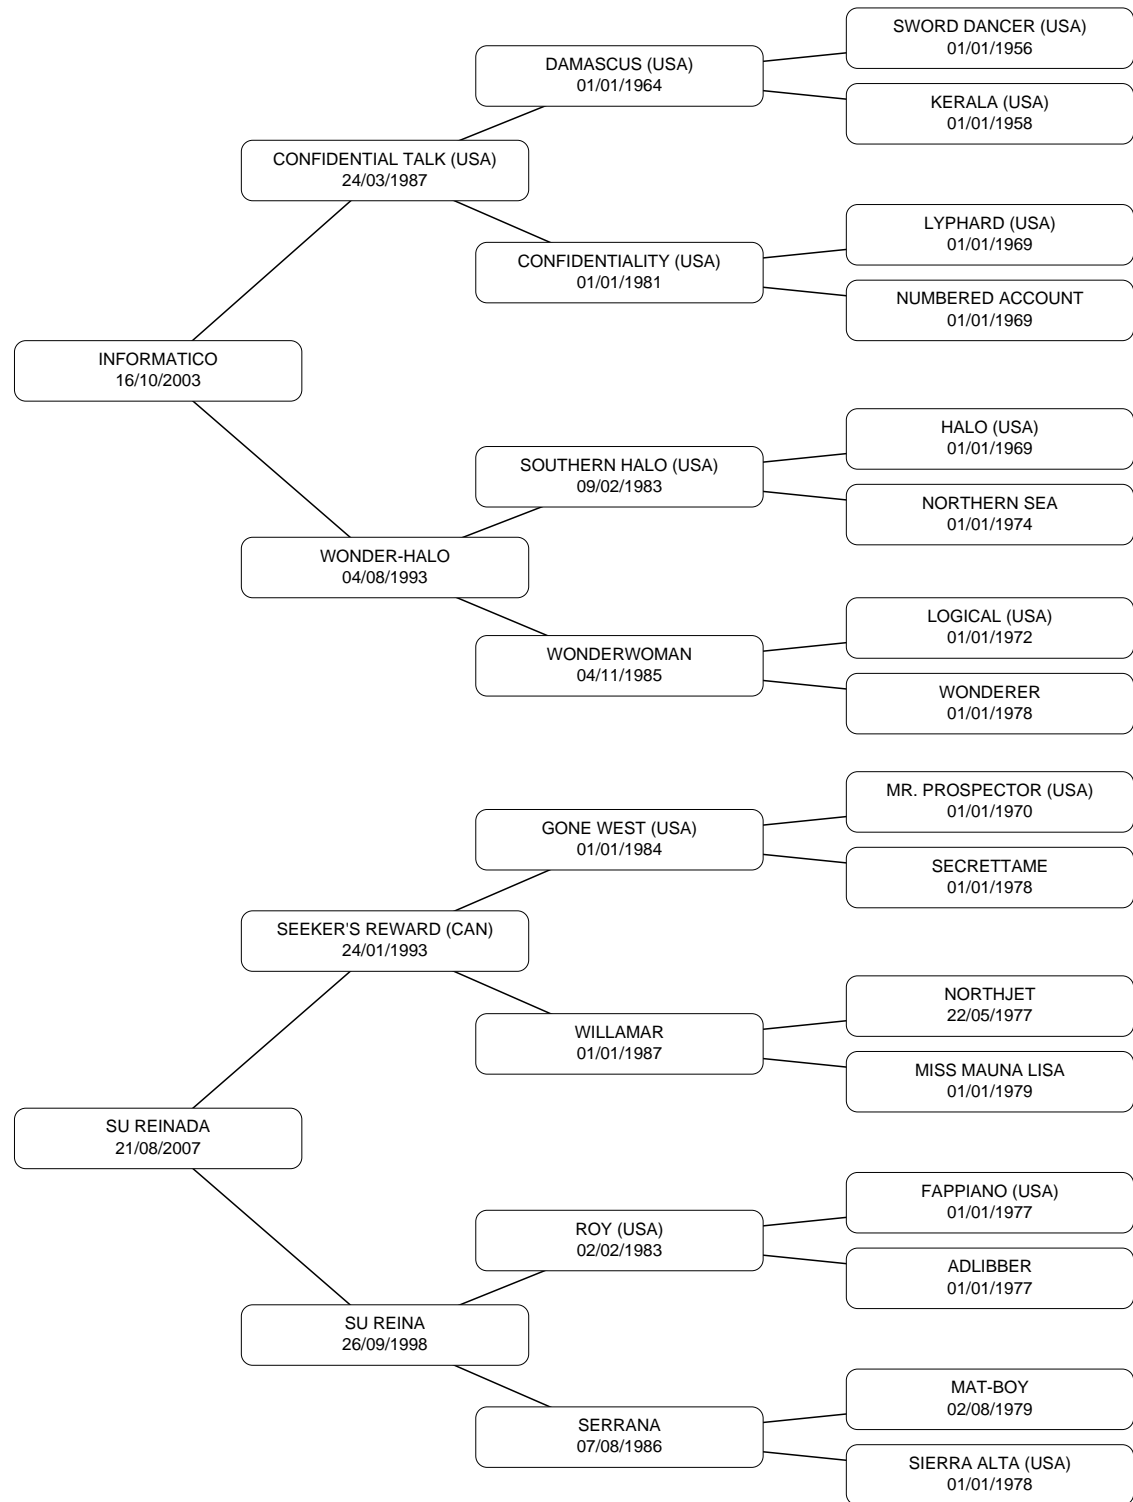 SWORD DANCER (USA)
01/01/1956
DAMASCUS (USA)
01/01/1964
KERALA (USA)
01/01/1958
CONFIDENTIAL TALK (USA)
24/03/1987
LYPHARD (USA)
01/01/1969
CONFIDENTIALITY (USA)
01/01/1981
NUMBERED ACCOUNT
01/01/1969
INFORMATICO
16/10/2003
HALO (USA)
01/01/1969
SOUTHERN HALO (USA)
09/02/1983
NORTHERN SEA
01/01/1974
WONDER-HALO
04/08/1993
LOGICAL (USA)
01/01/1972
WONDERWOMAN
04/11/1985
WONDERER
01/01/1978
MR. PROSPECTOR (USA)
01/01/1970
GONE WEST (USA)
01/01/1984
SECRETTAME
01/01/1978
SEEKER'S REWARD (CAN)
24/01/1993
NORTHJET
22/05/1977
WILLAMAR
01/01/1987
MISS MAUNA LISA
01/01/1979
SU REINADA
21/08/2007
FAPPIANO (USA)
01/01/1977
ROY (USA)
02/02/1983
ADLIBBER
01/01/1977
SU REINA
26/09/1998
MAT-BOY
02/08/1979
SERRANA
07/08/1986
SIERRA ALTA (USA)
01/01/1978